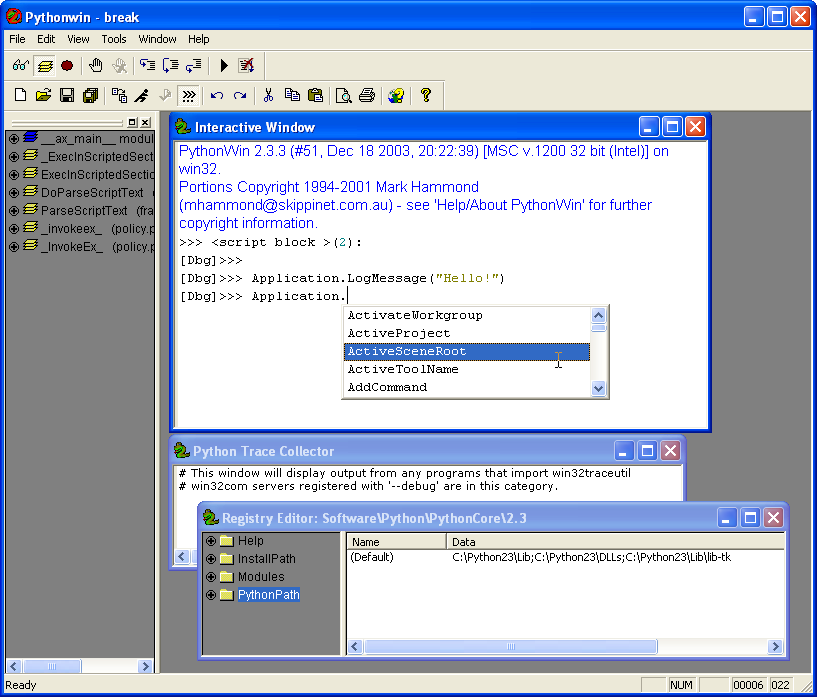 Pythonwin - break
File Edit View Tools Window Help
__ax_main__ modul
_ExecInScriptedSect
ExecInScriptedSectio
DoParseScriptText
ParseScriptText (fra
_invokeex_ (policy.p
_InvokeEx_ (policy.p
Interactive Window
PythonWin 2.3.3 (#51, Dec 18 2003, 20:22:39) [MSC v.1200 32 bit (Intel)] on
win32.
Portions Copyright 1994-2001 Mark Hammond
(mhammond@skippinet.com.au) - see 'Help/About PythonWin' for further
copyright information.
>>> <script block >(2):
[Dbg]>>>
[Dbg]>>> Application.LogMessage("Hello!")
[Dbg]>>> Application.
ActivateWorkgroup
ActiveProject
ActiveSceneRoot
ActiveToolName
AddCommand
Python Trace Collector
# This window will display output from any programs that import win32traceutil
# win32com servers registered with '--debug' are in this category.
Registry Editor: Software\Python\PythonCore\2.3
Help
InstallPath
Modules
PythonPath
Name Data
(Default) C:\Python23\Lib;C:\Python23\DLLs;C:\Python23\Lib\lib-tk
Ready NUM 00006 022